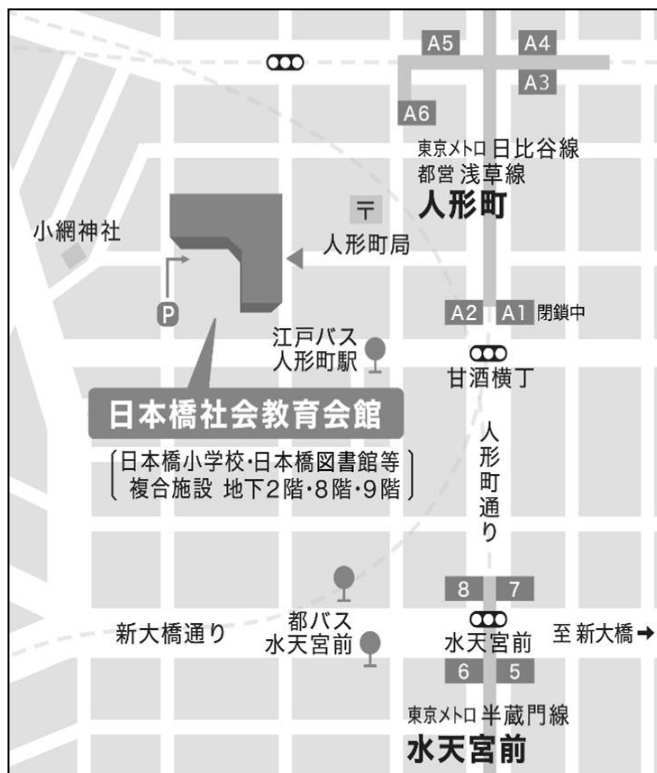 A5
A4
A3
A6
東京メトロ 日比谷線
都営 浅草線
人形町
小網神社
〒
人形町局
P
A2
A1
閉鎖中
江戸バス
人形町駅
甘酒横丁
日本橋社会教育会館
日本橋小学校・日本橋図書館等
複合施設 地下2階・8階・9階
人形町通り
8
7
新大橋通り
都バス
水天宮前
水天宮前
至 新大橋➡
6
5
東京メトロ 半蔵門線
水天宮前